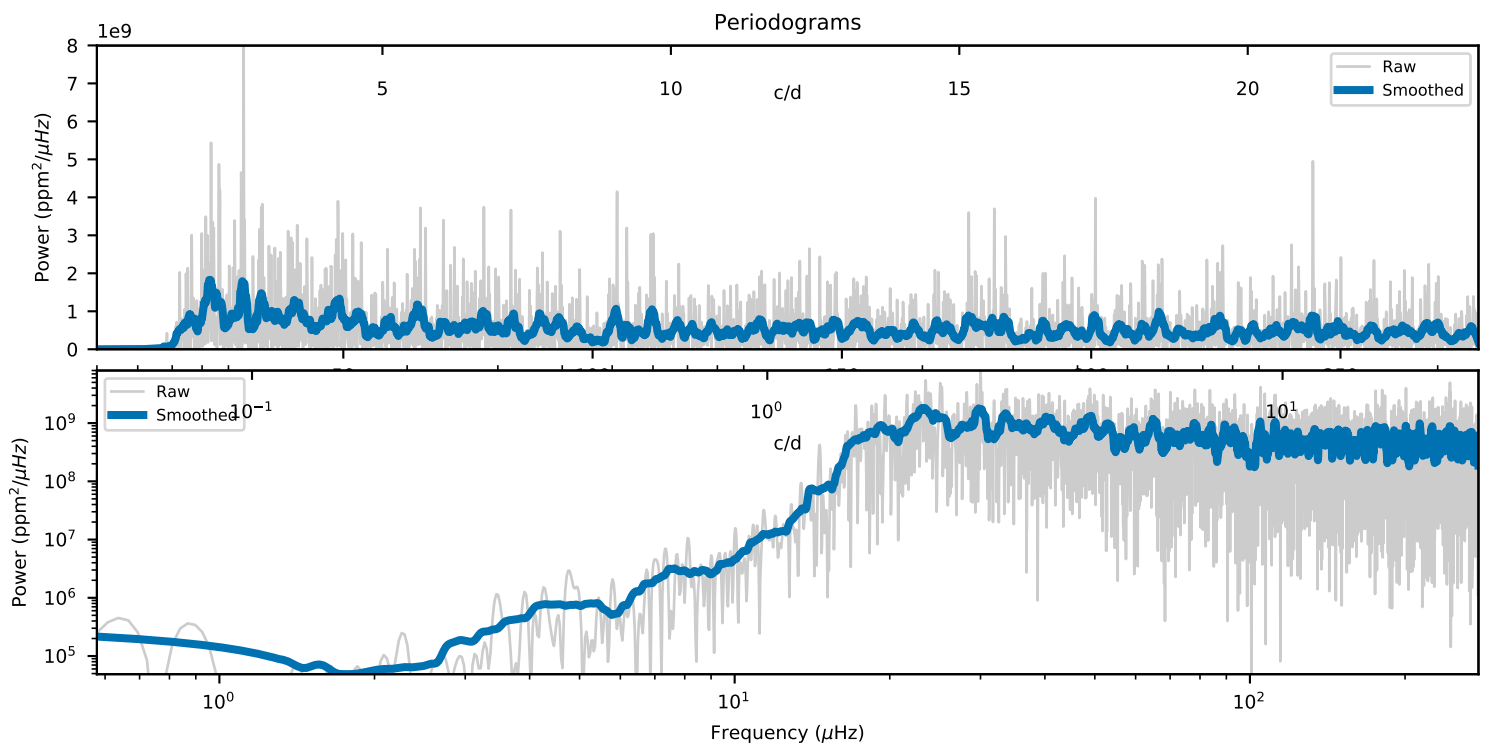 Periodograms
1e9
8
7
6
5
4
3
2
1
0
Power (ppm²/μHz)
5
10
15
20
c/d
Raw
Smoothed
Raw
Smoothed
10⁻¹
10⁰
10¹
c/d
10⁹
10⁸
10⁷
10⁶
10⁵
Power (ppm²/μHz)
10⁰
10¹
10²
Frequency (μHz)